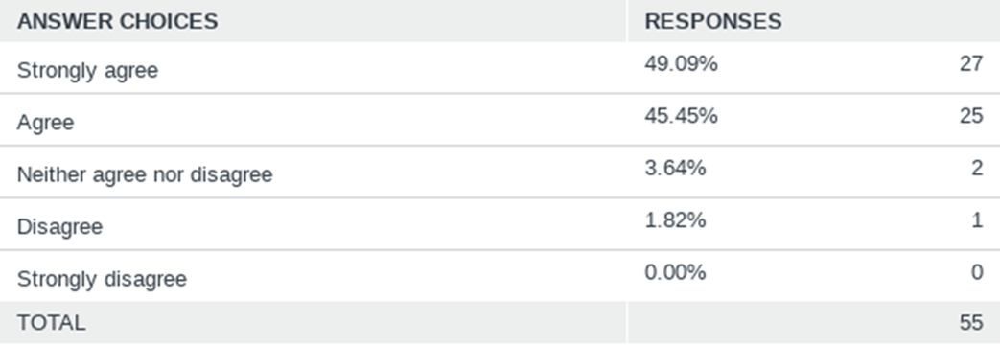 ANSWER CHOICES RESPONSES
Strongly agree 49.09% 27
Agree 45.45% 25
Neither agree nor disagree 3.64% 2
Disagree 1.82% 1
Strongly disagree 0.00% 0
TOTAL 55